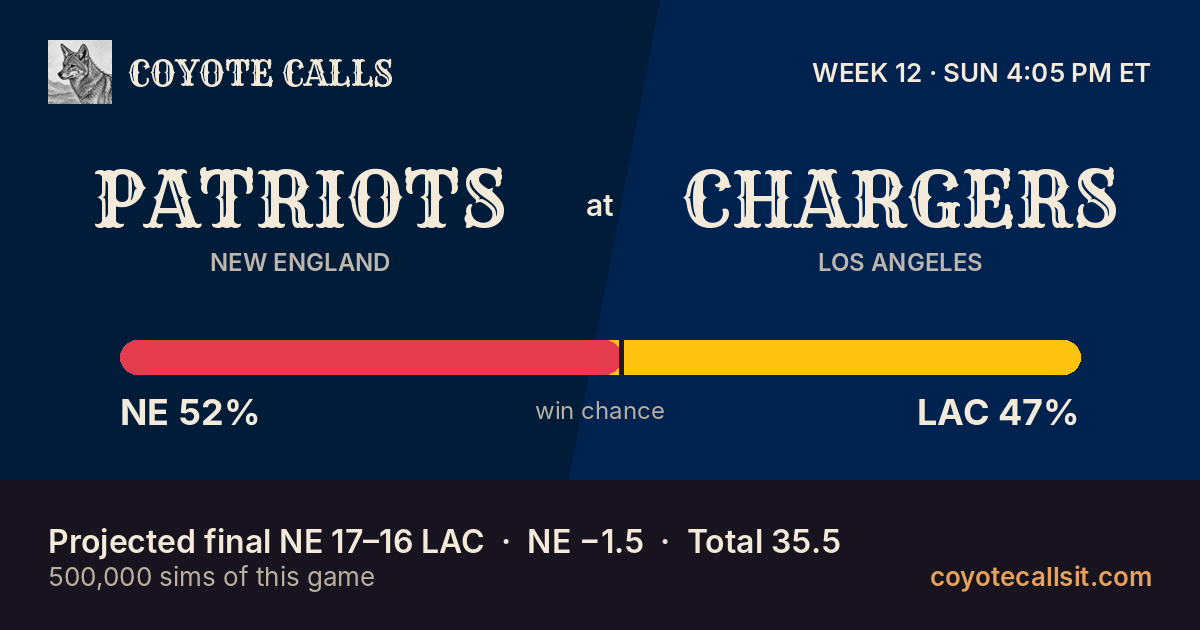 COYOTE CALLS
WEEK 12 · SUN 4:05 PM ET
PATRIOTS at CHARGERS
NEW ENGLAND LOS ANGELES
NE 52% win chance LAC 47%
Projected final NE 17–16 LAC · NE −1.5 · Total 35.5
500,000 sims of this game
coyotecallsit.com